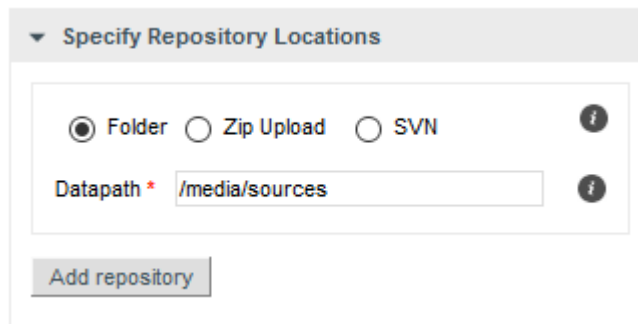 Specify Repository Locations
Folder Zip Upload SVN
Datapath * /media/sources
Add repository